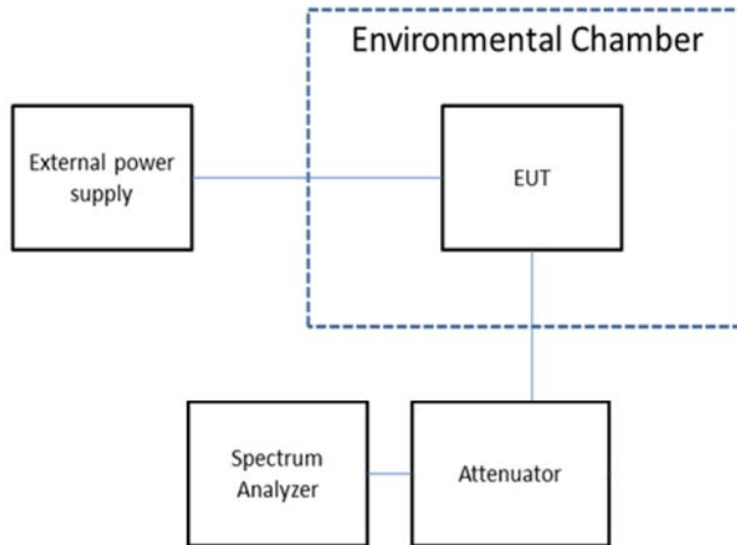 Environmental Chamber
External power
supply
EUT
Spectrum
Analyzer
Attenuator